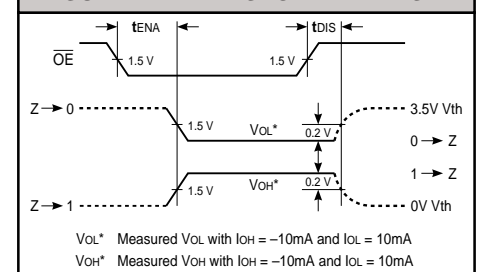 tENA tDIS
OE 1.5 V 1.5 V
Z → 0 3.5V Vth
1.5 V VOL* 0.2 V
0 → Z
1 → Z
1.5 V VOH* 0.2 V
Z → 1 0V Vth
VOL* Measured VOL with IOH = –10mA and IOL = 10mA
VOH* Measured VOH with IOH = –10mA and IOL = 10mA